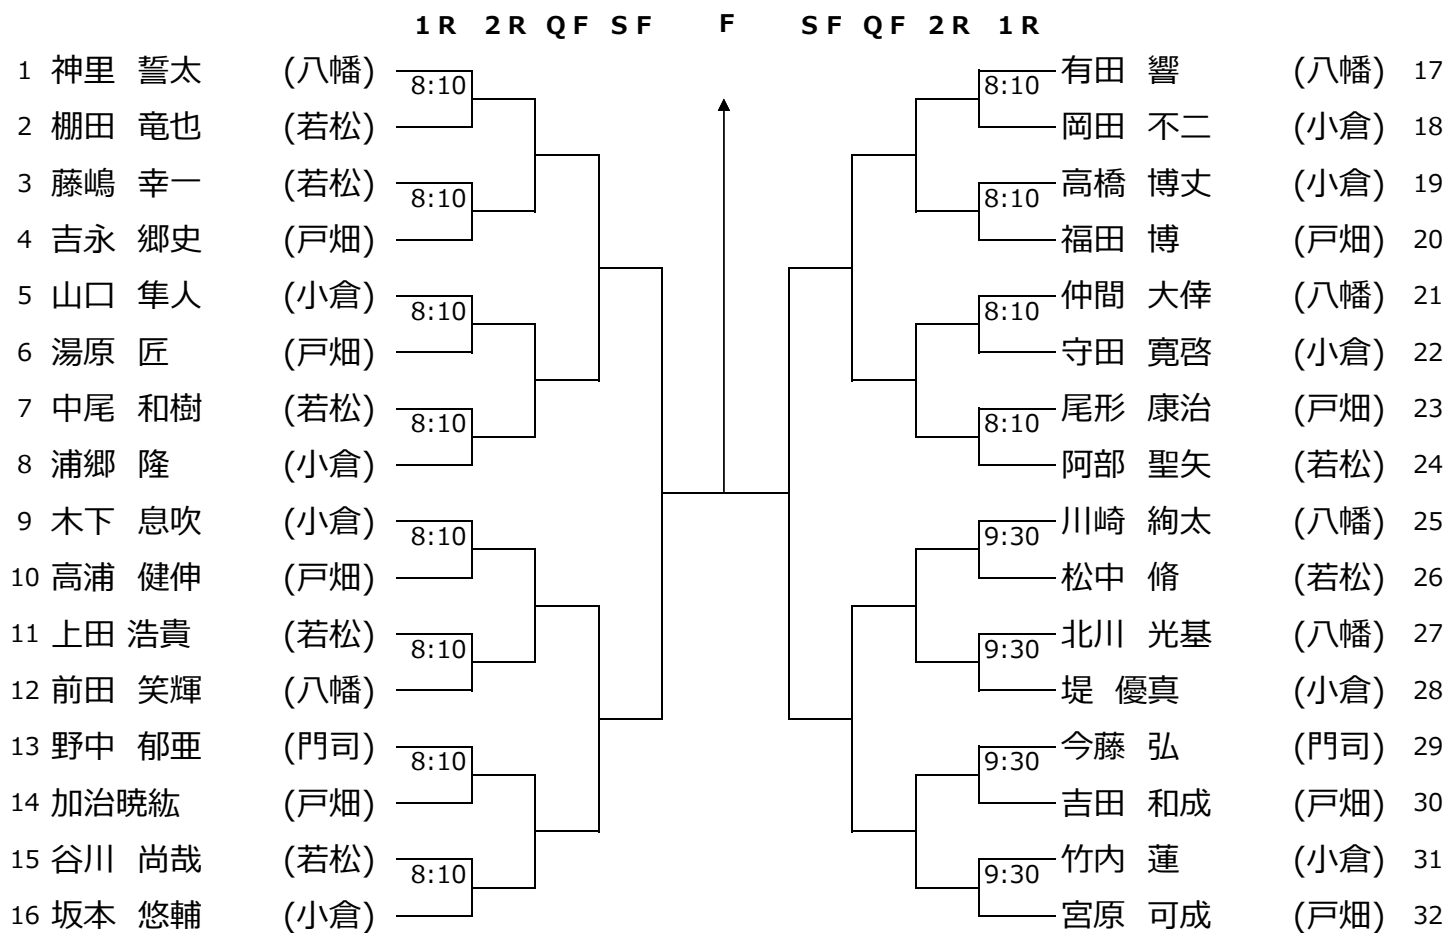 1R 2R QF SF F SF QF 2R 1R
1 神里 誓太 (八幡) 8:10 8:10 有田 響 (八幡) 17
2 棚田 竜也 (若松) 岡田 不二 (小倉) 18
3 藤嶋 幸一 (若松) 8:10 8:10 高橋 博丈 (小倉) 19
4 吉永 郷史 (戸畑) 福田 博 (戸畑) 20
5 山口 隼人 (小倉) 8:10 8:10 仲間 大倖 (八幡) 21
6 湯原 匠 (戸畑) 守田 寛啓 (小倉) 22
7 中尾 和樹 (若松) 8:10 8:10 尾形 康治 (戸畑) 23
8 浦郷 隆 (小倉) 阿部 聖矢 (若松) 24
9 木下 息吹 (小倉) 8:10 9:30 川崎 絢太 (八幡) 25
10 高浦 健伸 (戸畑) 松中 脩 (若松) 26
11 上田 浩貴 (若松) 8:10 9:30 北川 光基 (八幡) 27
12 前田 笑輝 (八幡) 堤 優真 (小倉) 28
13 野中 郁亜 (門司) 8:10 9:30 今藤 弘 (門司) 29
14 加治暁紘 (戸畑) 吉田 和成 (戸畑) 30
15 谷川 尚哉 (若松) 8:10 9:30 竹内 蓮 (小倉) 31
16 坂本 悠輔 (小倉) 宮原 可成 (戸畑) 32